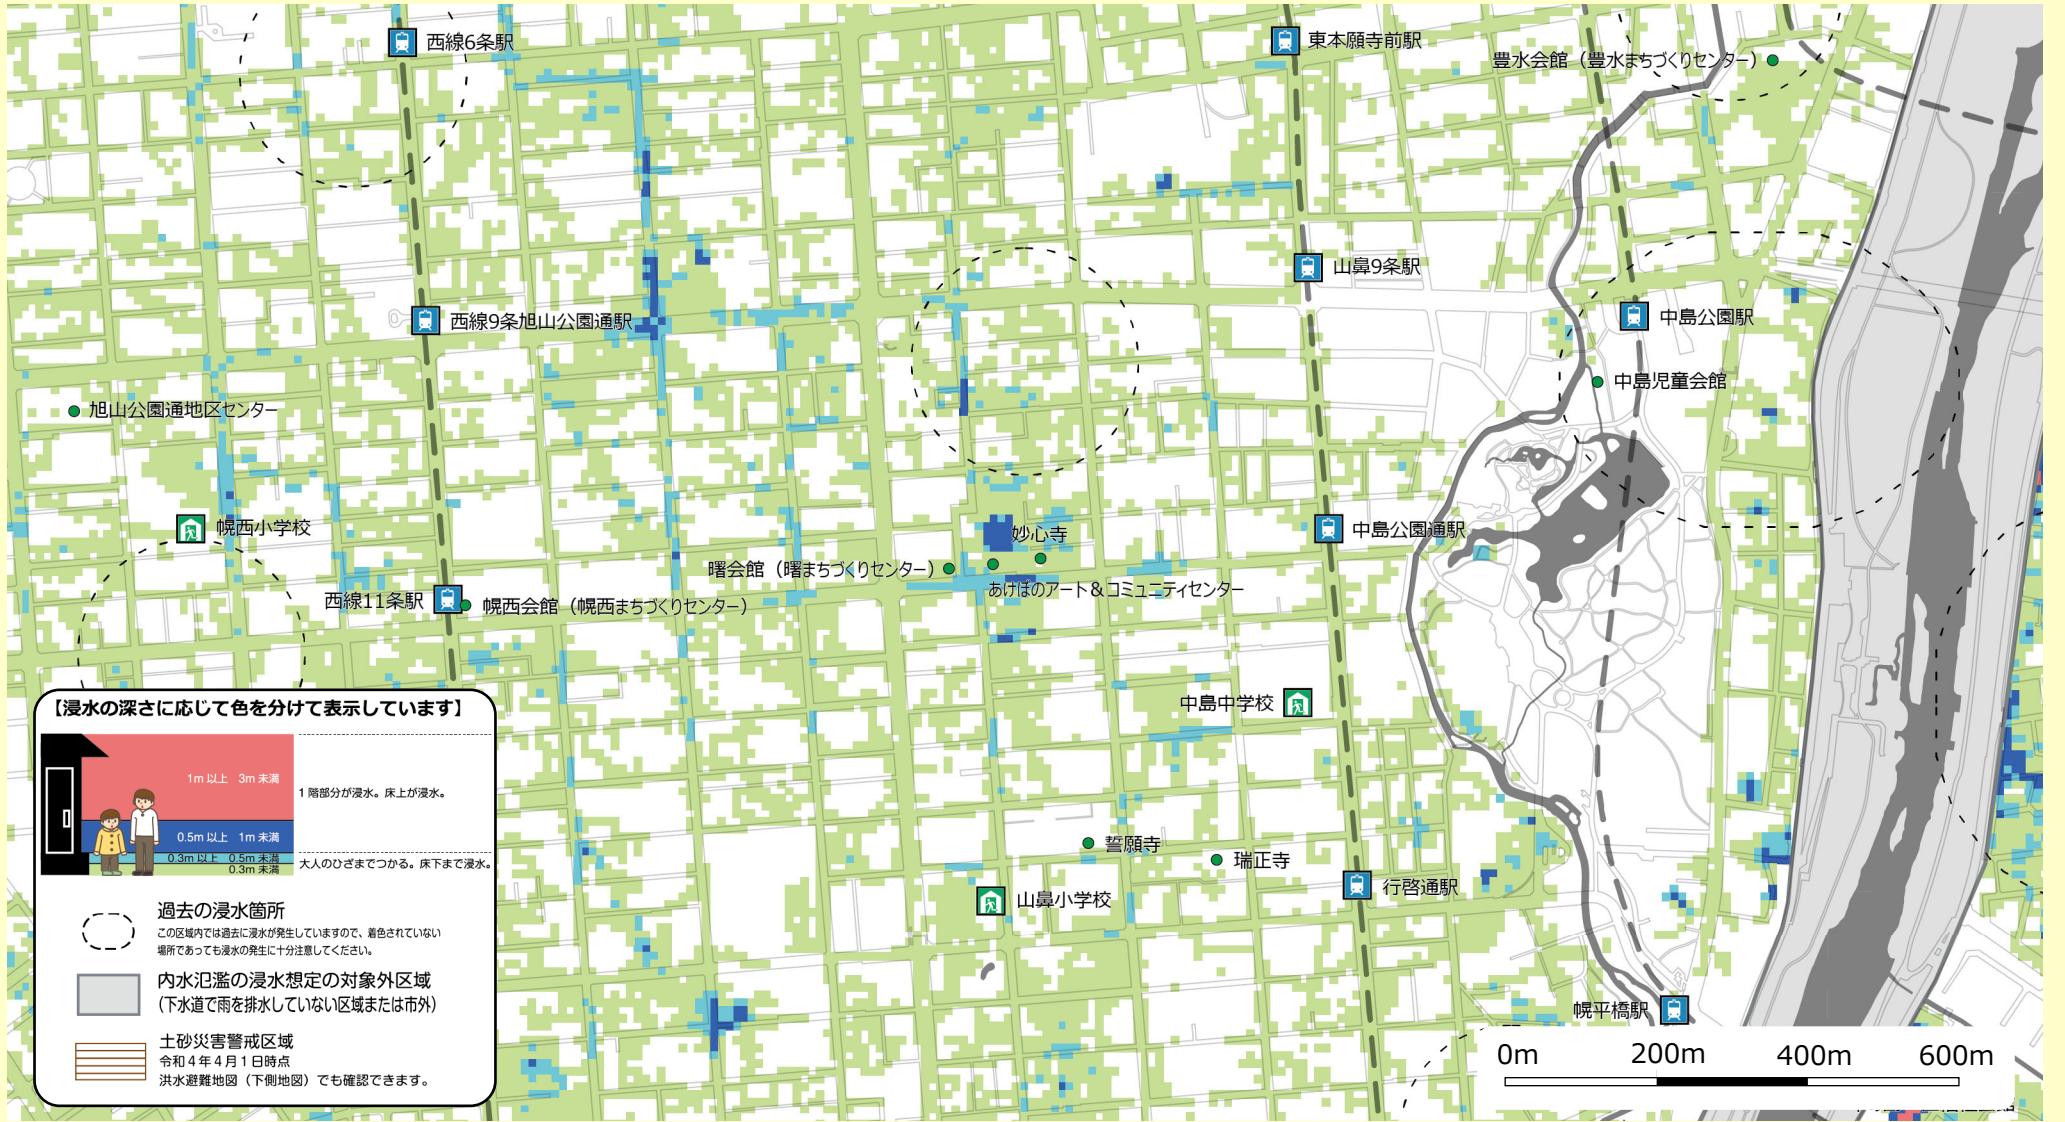 西線6条駅
東本願寺前駅
豊水会館（豊水まちづくりセンター）
山鼻9条駅
西線9条旭山公園通駅
中島公園駅
中島児童会館
旭山公園通地区センター
幌西小学校
妙心寺
中島公園通駅
曙会館（曙まちづくりセンター）
あけぼのアート＆コミュニティセンター
西線11条駅
幌西会館（幌西まちづくりセンター）
中島中学校
誓願寺
瑞正寺
行啓通駅
山鼻小学校
幌平橋駅
【浸水の深さに応じて色を分けて表示しています】
1m 以上　3m 未満
1 階部分が浸水。床上が浸水。
0.5m 以上　1m 未満
0.3m 以上　0.5m 未満
0.3m 未満
大人のひざまでつかる。床下まで浸水。
過去の浸水箇所
この区域内では過去に浸水が発生していますので、着色されていない
場所であっても浸水の発生に十分注意してください。
内水氾濫の浸水想定の対象外区域
（下水道で雨を排水していない区域または市外）
土砂災害警戒区域
令和４年４月１日時点
洪水避難地図（下側地図）でも確認できます。
0m 200m 400m 600m